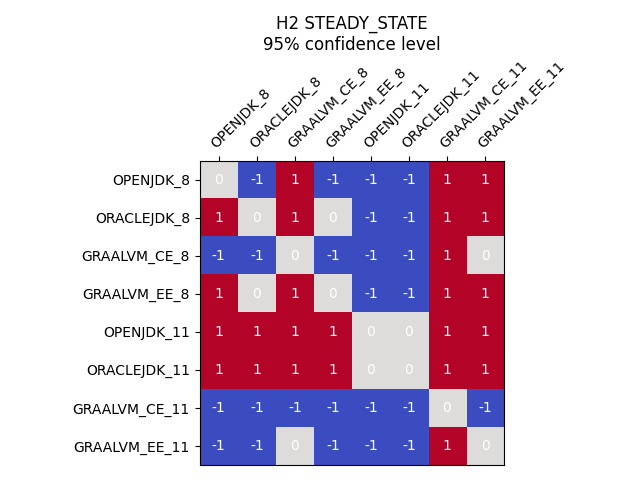 H2 STEADY_STATE
95% confidence level
OPENJDK_8 ORACLEJDK_8 GRAALVM_CE_8 GRAALVM_EE_8 OPENJDK_11 ORACLEJDK_11 GRAALVM_CE_11 GRAALVM_EE_11
OPENJDK_8 0 -1 1 -1 -1 -1 1 1
ORACLEJDK_8 1 0 1 0 -1 -1 1 1
GRAALVM_CE_8 -1 -1 0 -1 -1 -1 1 0
GRAALVM_EE_8 1 0 1 0 -1 -1 1 1
OPENJDK_11 1 1 1 1 0 0 1 1
ORACLEJDK_11 1 1 1 1 0 0 1 1
GRAALVM_CE_11 -1 -1 -1 -1 -1 -1 0 -1
GRAALVM_EE_11 -1 -1 0 -1 -1 -1 1 0